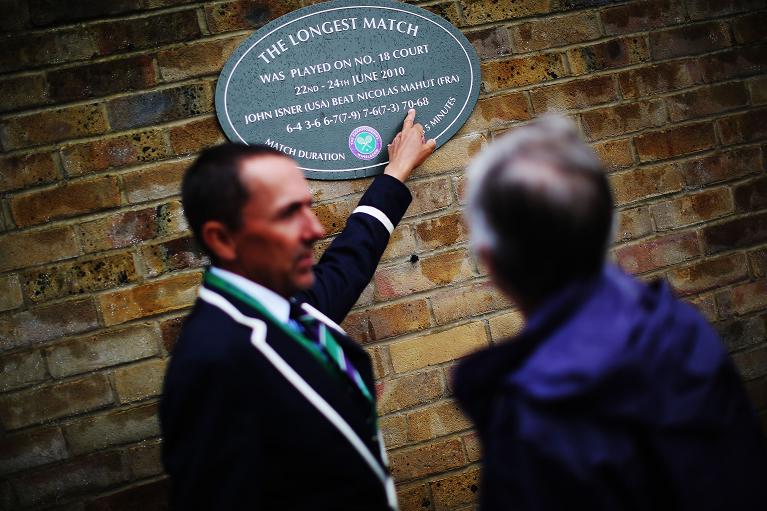 THE LONGEST MATCH
WAS PLAYED ON NO. 18 COURT
22ND - 24TH JUNE 2010
JOHN ISNER (USA) BEAT NICOLAS MAHUT (FRA)
6-4 3-6 6-7(7-9) 7-6(7-3) 70-68
MATCH DURATION 5 MINUTES